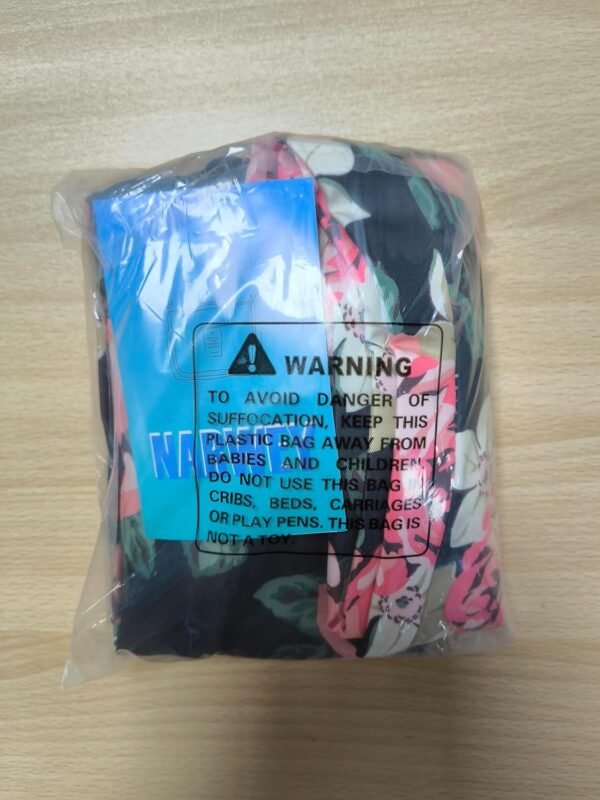 WARNING
TO AVOID DANGER OF
SUFFOCATION, KEEP THIS
PLASTIC BAG AWAY FROM
BABIES AND CHILDREN.
DO NOT USE THIS BAG IN
CRIBS, BEDS, CARRIAGES
OR PLAY PENS. THIS BAG IS
NOT A TOY.
NARWEY